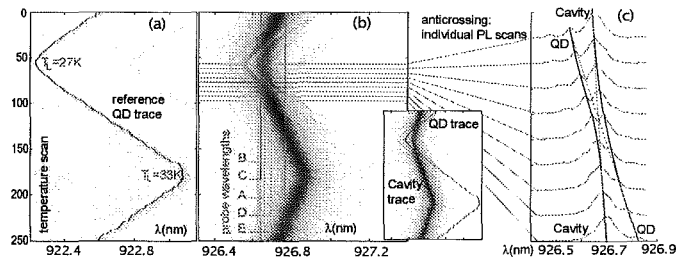 0
50
100
150
200
250
temperature scan
(a)
TL=27K
reference
QD trace
TL=33K
λ(nm)
922.4
922.8
(b)
probe wavelengths
B
C
A
D
E
926.4
926.8
927.2
λ(nm)
QD trace
Cavity
trace
anticrossing:
individual PL scans
Cavity
(c)
QD
Cavity
QD
λ(nm)
926.5
926.7
926.9